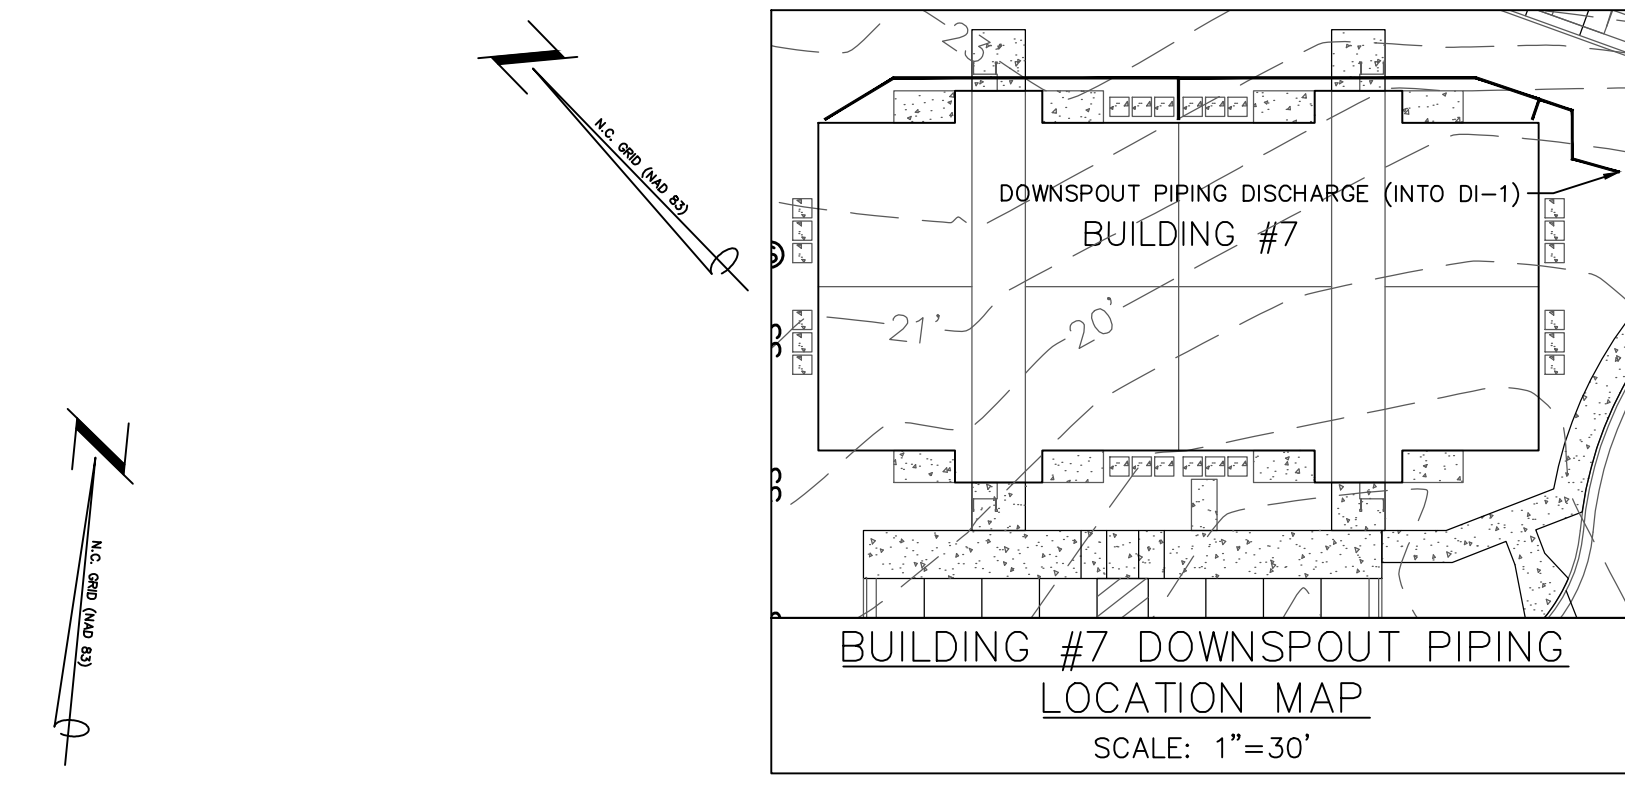 N
N.C. GRID (NAD 83)
N
N.C. GRID (NAD 83)
23
DOWNSPOUT PIPING DISCHARGE (INTO DI-1)
BUILDING #7
21'
20'
BUILDING #7 DOWNSPOUT PIPING
LOCATION MAP
SCALE: 1"=30'